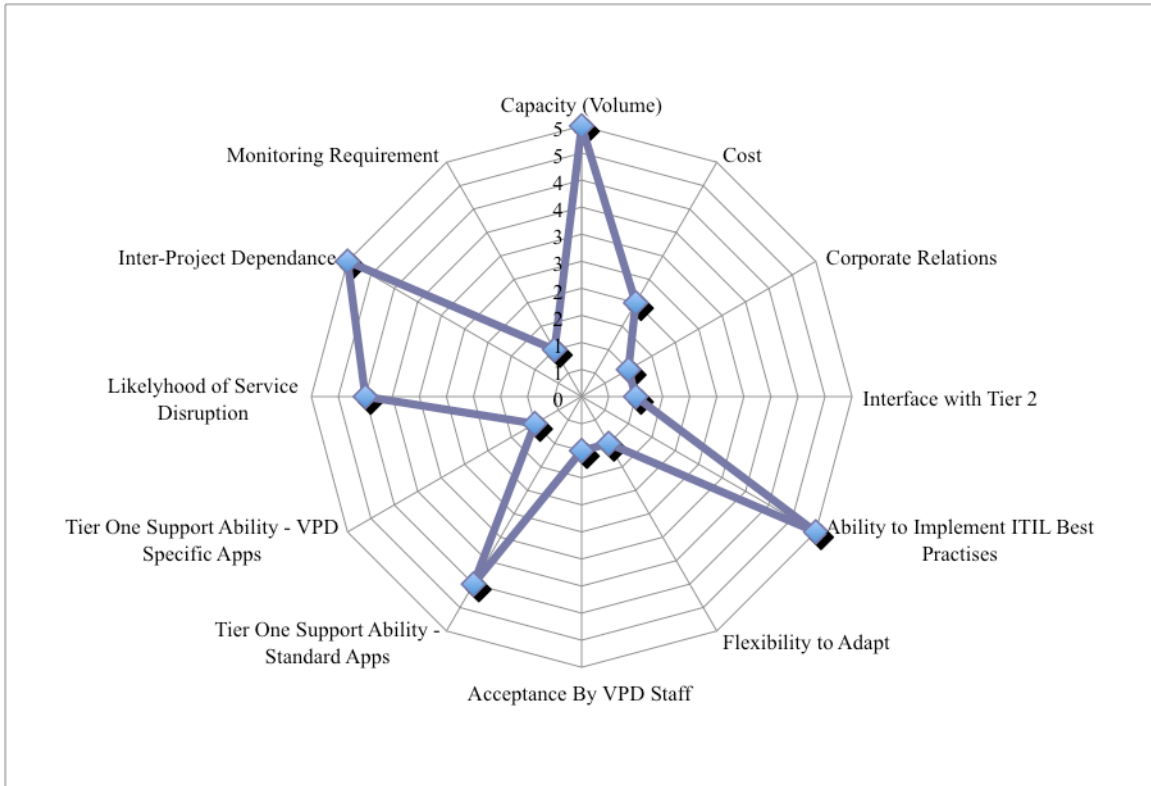 Capacity (Volume)
Cost
Monitoring Requirement
Inter-Project Dependance
Corporate Relations
5
5
4
4
3
3
2
2
1
1
0
Likelyhood of Service
Disruption
Interface with Tier 2
Tier One Support Ability - VPD
Specific Apps
Ability to Implement ITIL Best
Practises
Tier One Support Ability -
Standard Apps
Flexibility to Adapt
Acceptance By VPD Staff